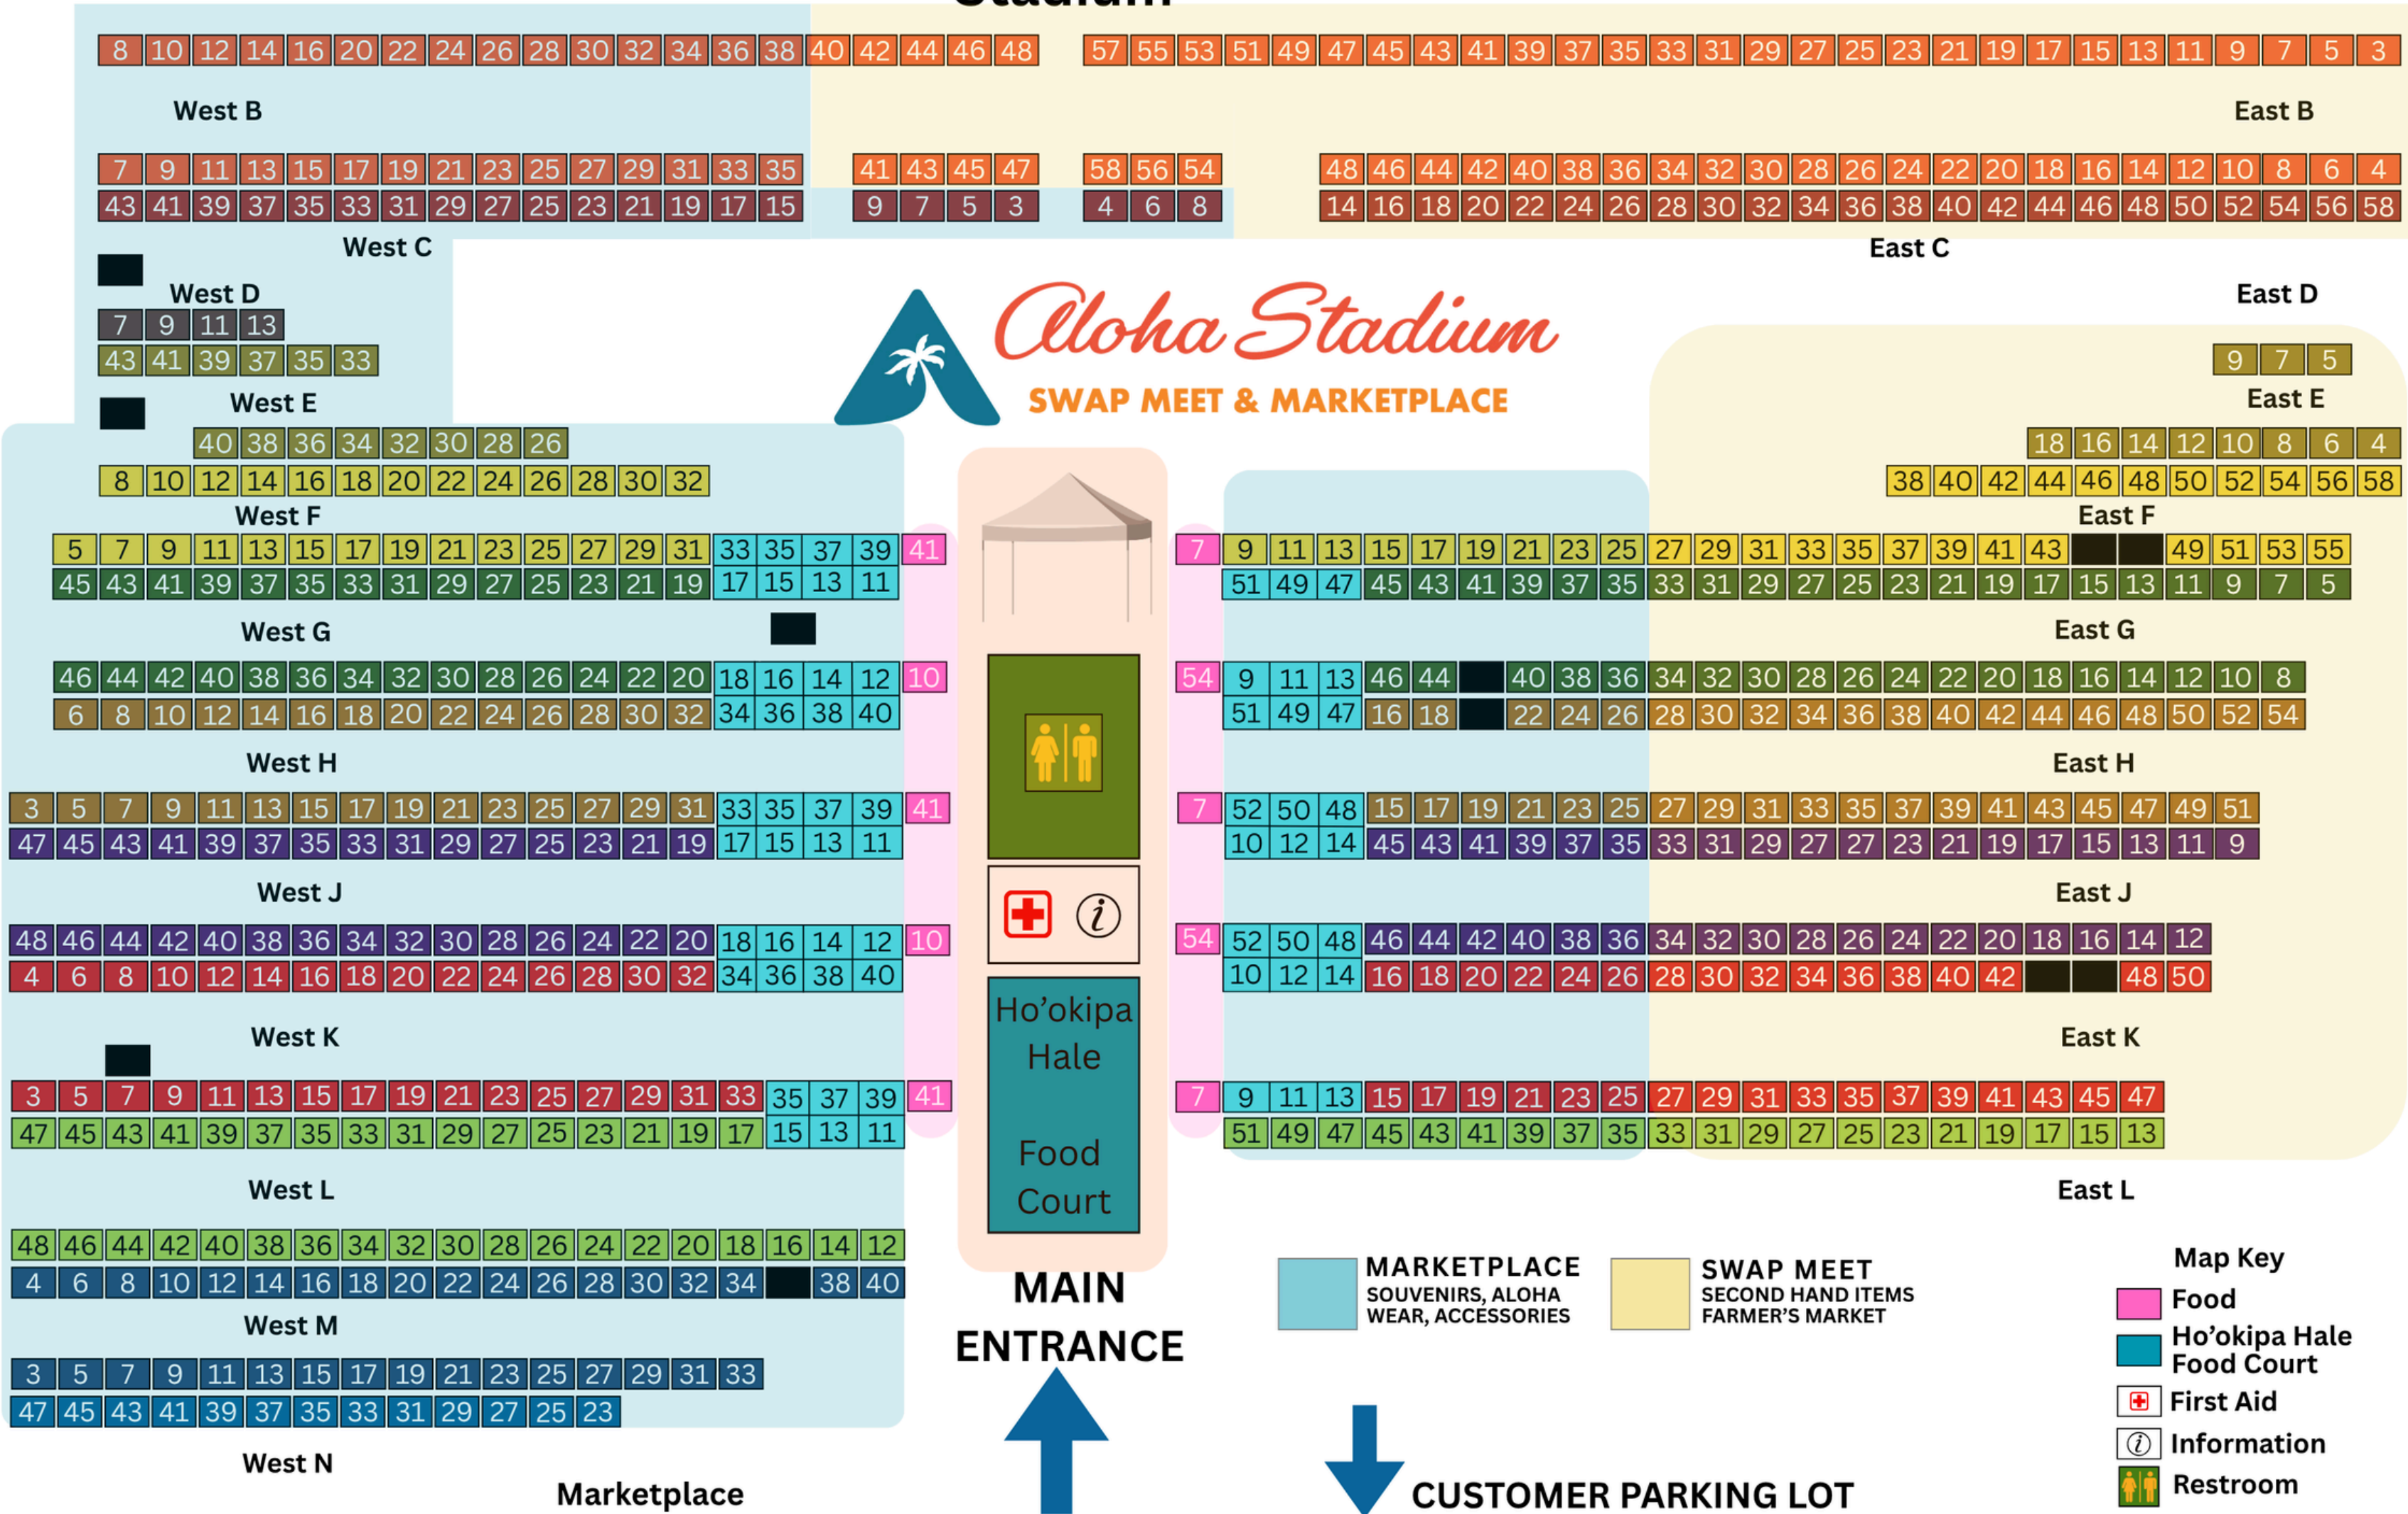 Stadium
8 10 12 14 16 20 22 24 26 28 30 32 34 36 38 40 42 44 46 48 57 55 53 51 49 47 45 43 41 39 37 35 33 31 29 27 25 23 21 19 17 15 13 11 9 7 5 3
West B East B
7 9 11 13 15 17 19 21 23 25 27 29 31 33 35 41 43 45 47 58 56 54 48 46 44 42 40 38 36 34 32 30 28 26 24 22 20 18 16 14 12 10 8 6 4
43 41 39 37 35 33 31 29 27 25 23 21 19 17 15 9 7 5 3 4 6 8 14 16 18 20 22 24 26 28 30 32 34 36 38 40 42 44 46 48 50 52 54 56 58
West C East C
West D East D
7 9 11 13
Aloha Stadium
43 41 39 37 35 33 9 7 5
SWAP MEET & MARKETPLACE
West E East E
40 38 36 34 32 30 28 26 18 16 14 12 10 8 6 4
8 10 12 14 16 18 20 22 24 26 28 30 32 38 40 42 44 46 48 50 52 54 56 58
West F East F
5 7 9 11 13 15 17 19 21 23 25 27 29 31 33 35 37 39 41 7 9 11 13 15 17 19 21 23 25 27 29 31 33 35 37 39 41 43 49 51 53 55
45 43 41 39 37 35 33 31 29 27 25 23 21 19 17 15 13 11 51 49 47 45 43 41 39 37 35 33 31 29 27 25 23 21 19 17 15 13 11 9 7 5
West G East G
46 44 42 40 38 36 34 32 30 28 26 24 22 20 18 16 14 12 10 54 9 11 13 46 44 40 38 36 34 32 30 28 26 24 22 20 18 16 14 12 10 8
6 8 10 12 14 16 18 20 22 24 26 28 30 32 34 36 38 40 51 49 47 16 18 22 24 26 28 30 32 34 36 38 40 42 44 46 48 50 52 54
West H East H
3 5 7 9 11 13 15 17 19 21 23 25 27 29 31 33 35 37 39 41 7 52 50 48 15 17 19 21 23 25 27 29 31 33 35 37 39 41 43 45 47 49 51
47 45 43 41 39 37 35 33 31 29 27 25 23 21 19 17 15 13 11 10 12 14 45 43 41 39 37 35 33 31 29 27 27 23 21 19 17 15 13 11 9
West J East J
48 46 44 42 40 38 36 34 32 30 28 26 24 22 20 18 16 14 12 10 54 52 50 48 46 44 42 40 38 36 34 32 30 28 26 24 22 20 18 16 14 12
4 6 8 10 12 14 16 18 20 22 24 26 28 30 32 34 36 38 40 10 12 14 16 18 20 22 24 26 28 30 32 34 36 38 40 42 48 50
Ho’okipa
Hale
Food
Court
West K East K
3 5 7 9 11 13 15 17 19 21 23 25 27 29 31 33 35 37 39 41 7 9 11 13 15 17 19 21 23 25 27 29 31 33 35 37 39 41 43 45 47
47 45 43 41 39 37 35 33 31 29 27 25 23 21 19 17 15 13 11 51 49 47 45 43 41 39 37 35 33 31 29 27 25 23 21 19 17 15 13
West L East L
48 46 44 42 40 38 36 34 32 30 28 26 24 22 20 18 16 14 12
4 6 8 10 12 14 16 18 20 22 24 26 28 30 32 34 38 40
West M
3 5 7 9 11 13 15 17 19 21 23 25 27 29 31 33
47 45 43 41 39 37 35 33 31 29 27 25 23
West N
Marketplace
MAIN
ENTRANCE
MARKETPLACE
SOUVENIRS, ALOHA
WEAR, ACCESSORIES
SWAP MEET
SECOND HAND ITEMS
FARMER’S MARKET
CUSTOMER PARKING LOT
Map Key
Food
Ho’okipa Hale
Food Court
First Aid
Information
Restroom